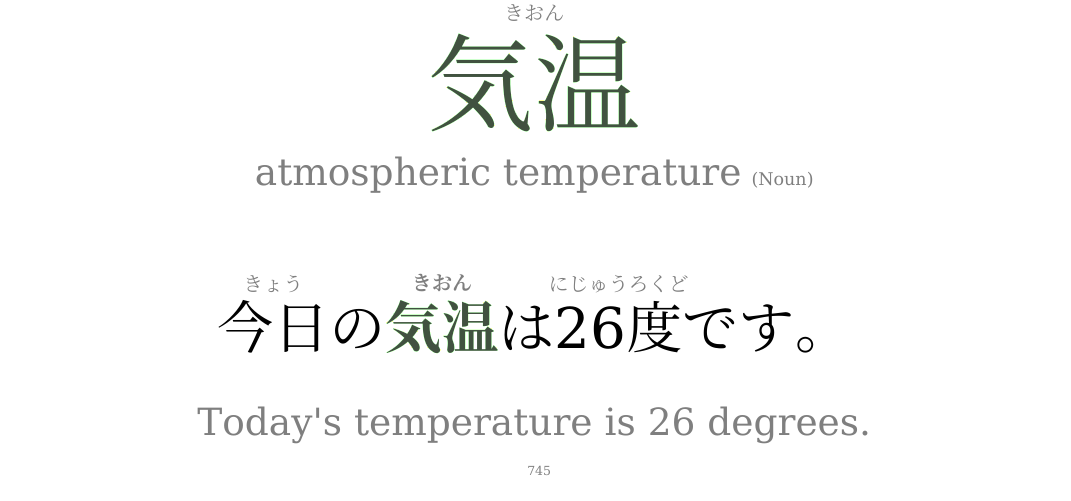 きおん
気温
atmospheric temperature (Noun)
きょう きおん にじゅうろくど
今日の気温は26度です。
Today's temperature is 26 degrees.
745